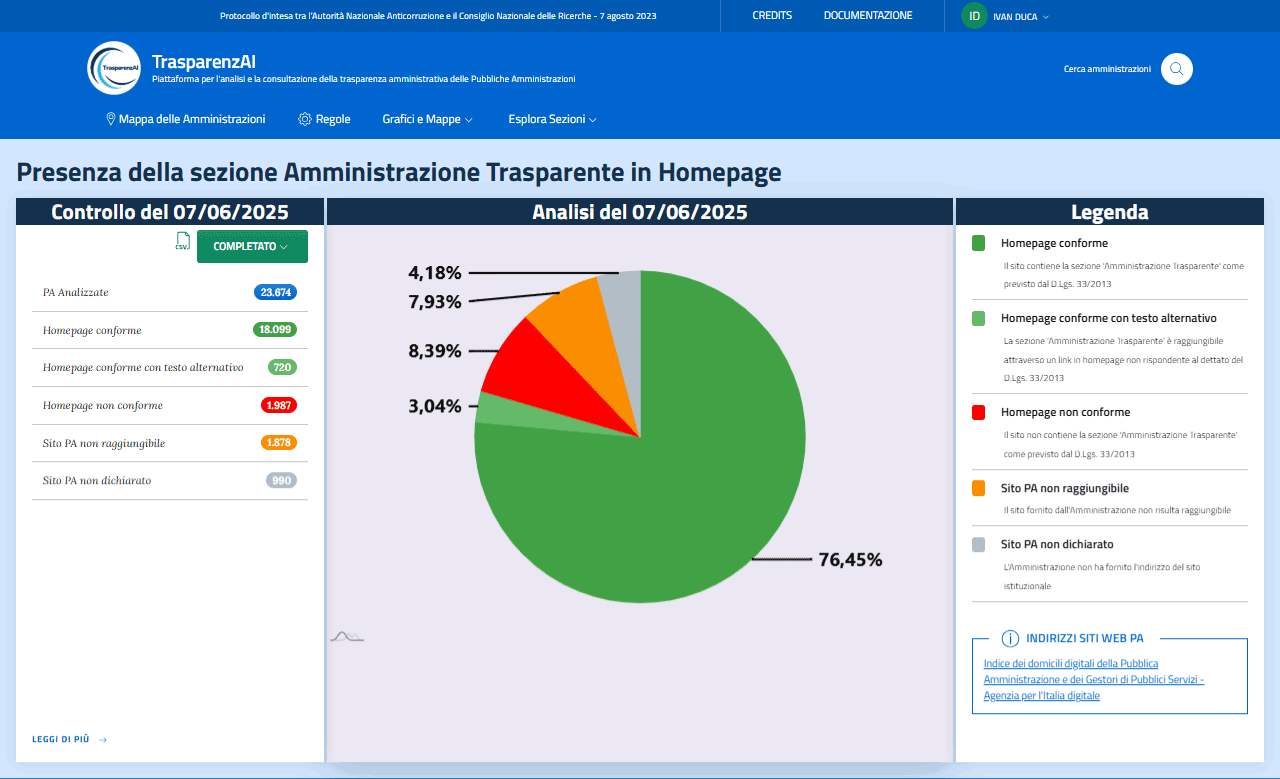 Protocollo d'intesa tra l'Autorità Nazionale Anticorruzione e il Consiglio Nazionale delle Ricerche - 7 agosto 2023
CREDITS
DOCUMENTAZIONE
ID
IVAN DUCA
TrasparenzAI
TrasparenzAI
Piattaforma per l'analisi e la consultazione della trasparenza amministrativa delle Pubbliche Amministrazioni
Cerca amministrazioni
Mappa delle Amministrazioni
Regole
Grafici e Mappe
Esplora Sezioni
Presenza della sezione Amministrazione Trasparente in Homepage
Controllo del 07/06/2025
CSV
COMPLETATO
PA Analizzate 23.674
Homepage conforme 18.099
Homepage conforme con testo alternativo 720
Homepage non conforme 1.987
Sito PA non raggiungibile 1.878
Sito PA non dichiarato 990
LEGGI DI PIÙ
Analisi del 07/06/2025
4,18%
7,93%
8,39%
3,04%
76,45%
Legenda
Homepage conforme
Il sito contiene la sezione 'Amministrazione Trasparente' come
previsto dal D.Lgs. 33/2013
Homepage conforme con testo alternativo
La sezione 'Amministrazione Trasparente' è raggiungibile
attraverso un link in homepage non rispondente al dettato del
D.Lgs. 33/2013
Homepage non conforme
Il sito non contiene la sezione 'Amministrazione Trasparente'
come previsto dal D.Lgs. 33/2013
Sito PA non raggiungibile
Il sito fornito dall'Amministrazione non risulta raggiungibile
Sito PA non dichiarato
L'Amministrazione non ha fornito l'indirizzo del sito
istituzionale
INDIRIZZI SITI WEB PA
Indice dei domicili digitali della Pubblica
Amministrazione e dei Gestori di Pubblici Servizi -
Agenzia per l'Italia digitale